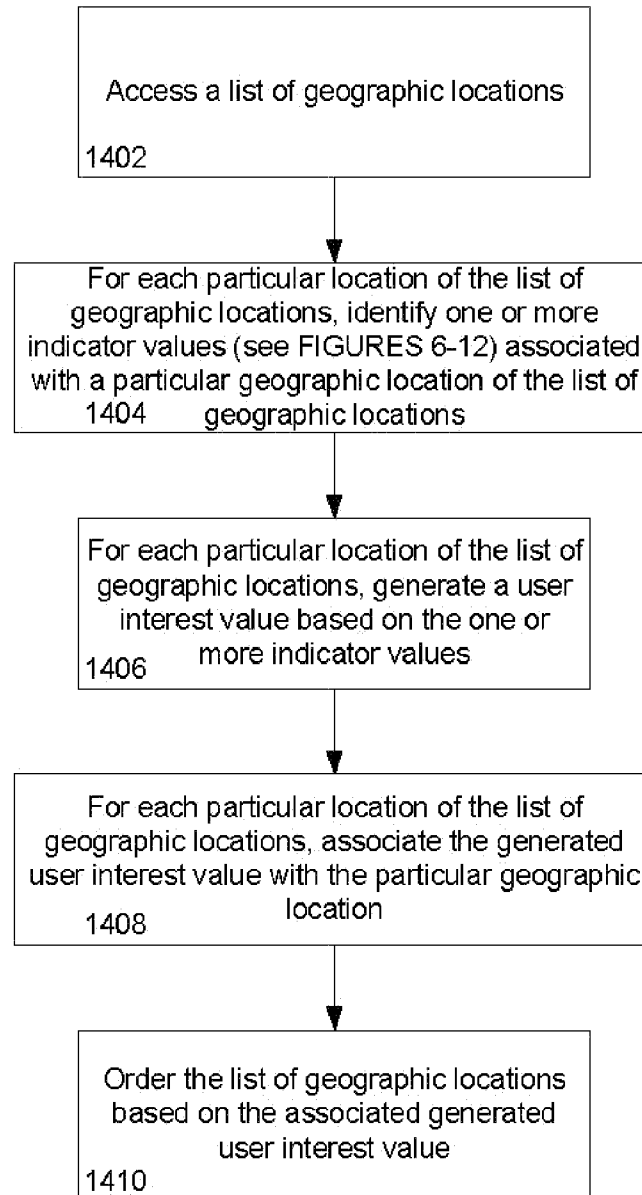 Access a list of geographic locations
1402
For each particular location of the list of
geographic locations, identify one or more
indicator values (see FIGURES 6-12) associated
with a particular geographic location of the list of
1404 geographic locations
For each particular location of the list of
geographic locations, generate a user
interest value based on the one or
more indicator values
1406
For each particular location of the list of
geographic locations, associate the generated
user interest value with the particular geographic
location
1408
Order the list of geographic locations
based on the associated generated
user interest value
1410